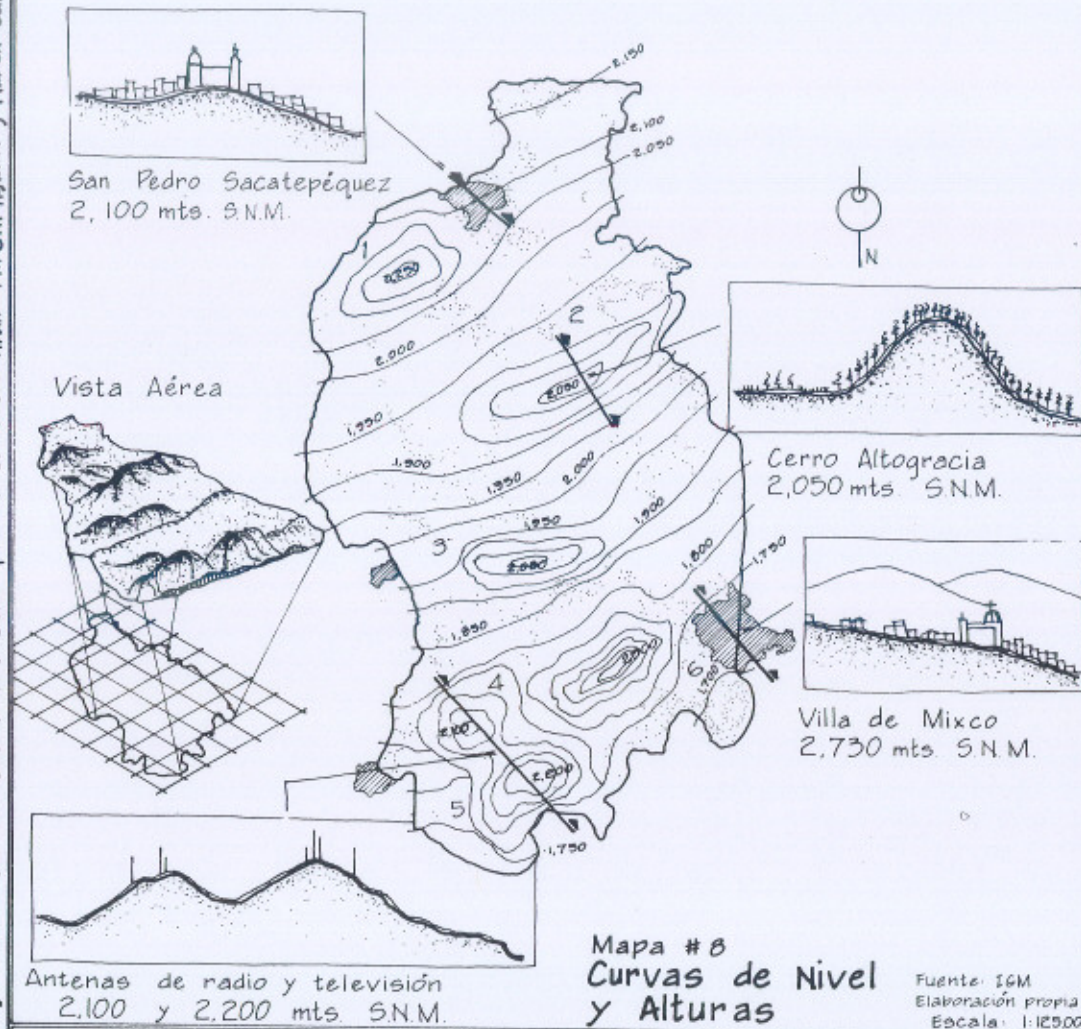 San Pedro Sacatepéquez
2,100 mts. S.N.M.
2,150
2,100
2,050
1
2,250
N
2
2,000
2,050
Vista Aérea
1,950
1,900
1,950
2,000
Cerro Altogracia
2,050 mts. S.N.M.
1,950
1,900
3
1,800
1,750
1,850
4
6
1,700
2,100
2,200
5
1,750
Villa de Mixco
2,730 mts. S.N.M.
Antenas de radio y televisión
2,100 y 2,200 mts. S.N.M.
Mapa # 8
Curvas de Nivel
y Alturas
Fuente: IGM
Elaboración propia
Escala: